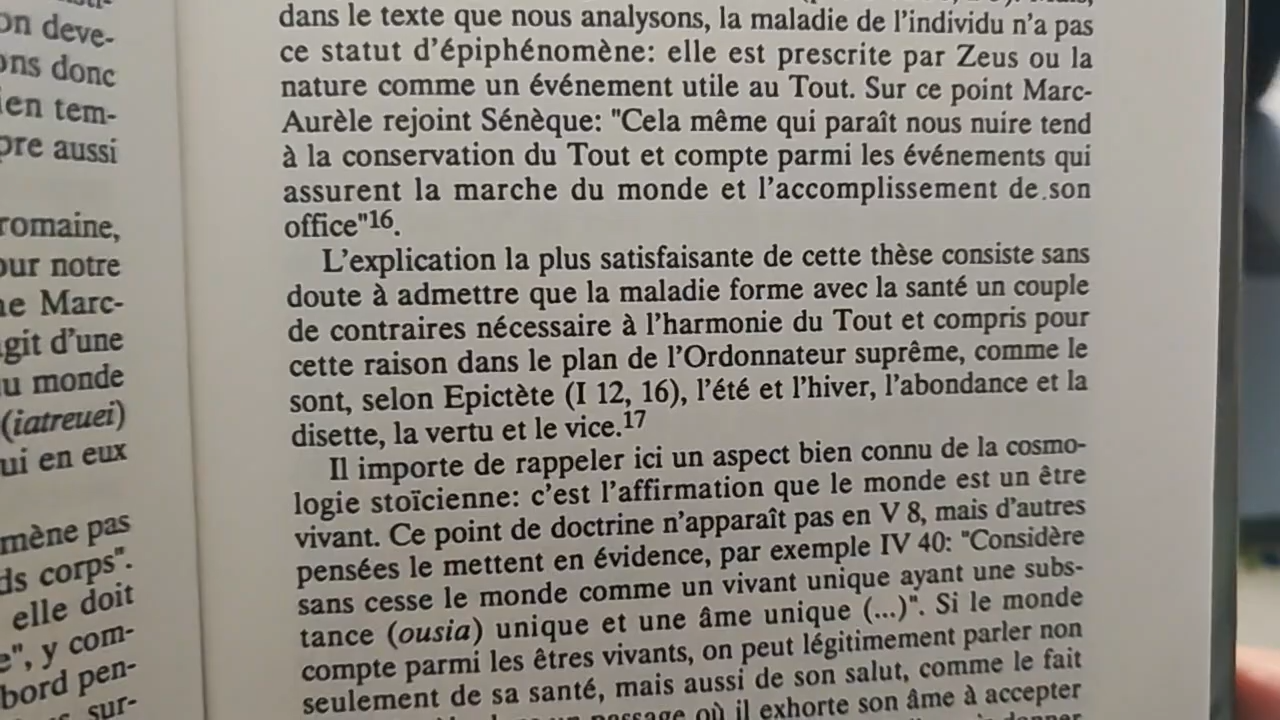 on deve-
ons donc
ien tem-
pre aussi
romaine,
our notre
ne Marc-
git d'une
u monde
(iatreuei)
ui en eux
mène pas
ds corps".
elle doit
e", y com-
bord pen-
sur-
dans le texte que nous analysons, la maladie de l'individu n'a pas
ce statut d'épiphénomène: elle est prescrite par Zeus ou la
nature comme un événement utile au Tout. Sur ce point Marc-
Aurèle rejoint Sénèque: "Cela même qui paraît nous nuire tend
à la conservation du Tout et compte parmi les événements qui
assurent la marche du monde et l'accomplissement de son
office"16.
L'explication la plus satisfaisante de cette thèse consiste sans
doute à admettre que la maladie forme avec la santé un couple
de contraires nécessaire à l'harmonie du Tout et compris pour
cette raison dans le plan de l'Ordonnateur suprême, comme le
sont, selon Epictète (I 12, 16), l'été et l'hiver, l'abondance et la
disette, la vertu et le vice.17
Il importe de rappeler ici un aspect bien connu de la cosmo-
logie stoïcienne: c'est l'affirmation que le monde est un être
vivant. Ce point de doctrine n'apparaît pas en V 8, mais d'autres
pensées le mettent en évidence, par exemple IV 40: "Considère
sans cesse le monde comme un vivant unique ayant une subs-
tance (ousia) unique et une âme unique (...)". Si le monde
compte parmi les êtres vivants, on peut légitimement parler non
seulement de sa santé, mais aussi de son salut, comme le fait
passage où il exhorte son âme à accepter